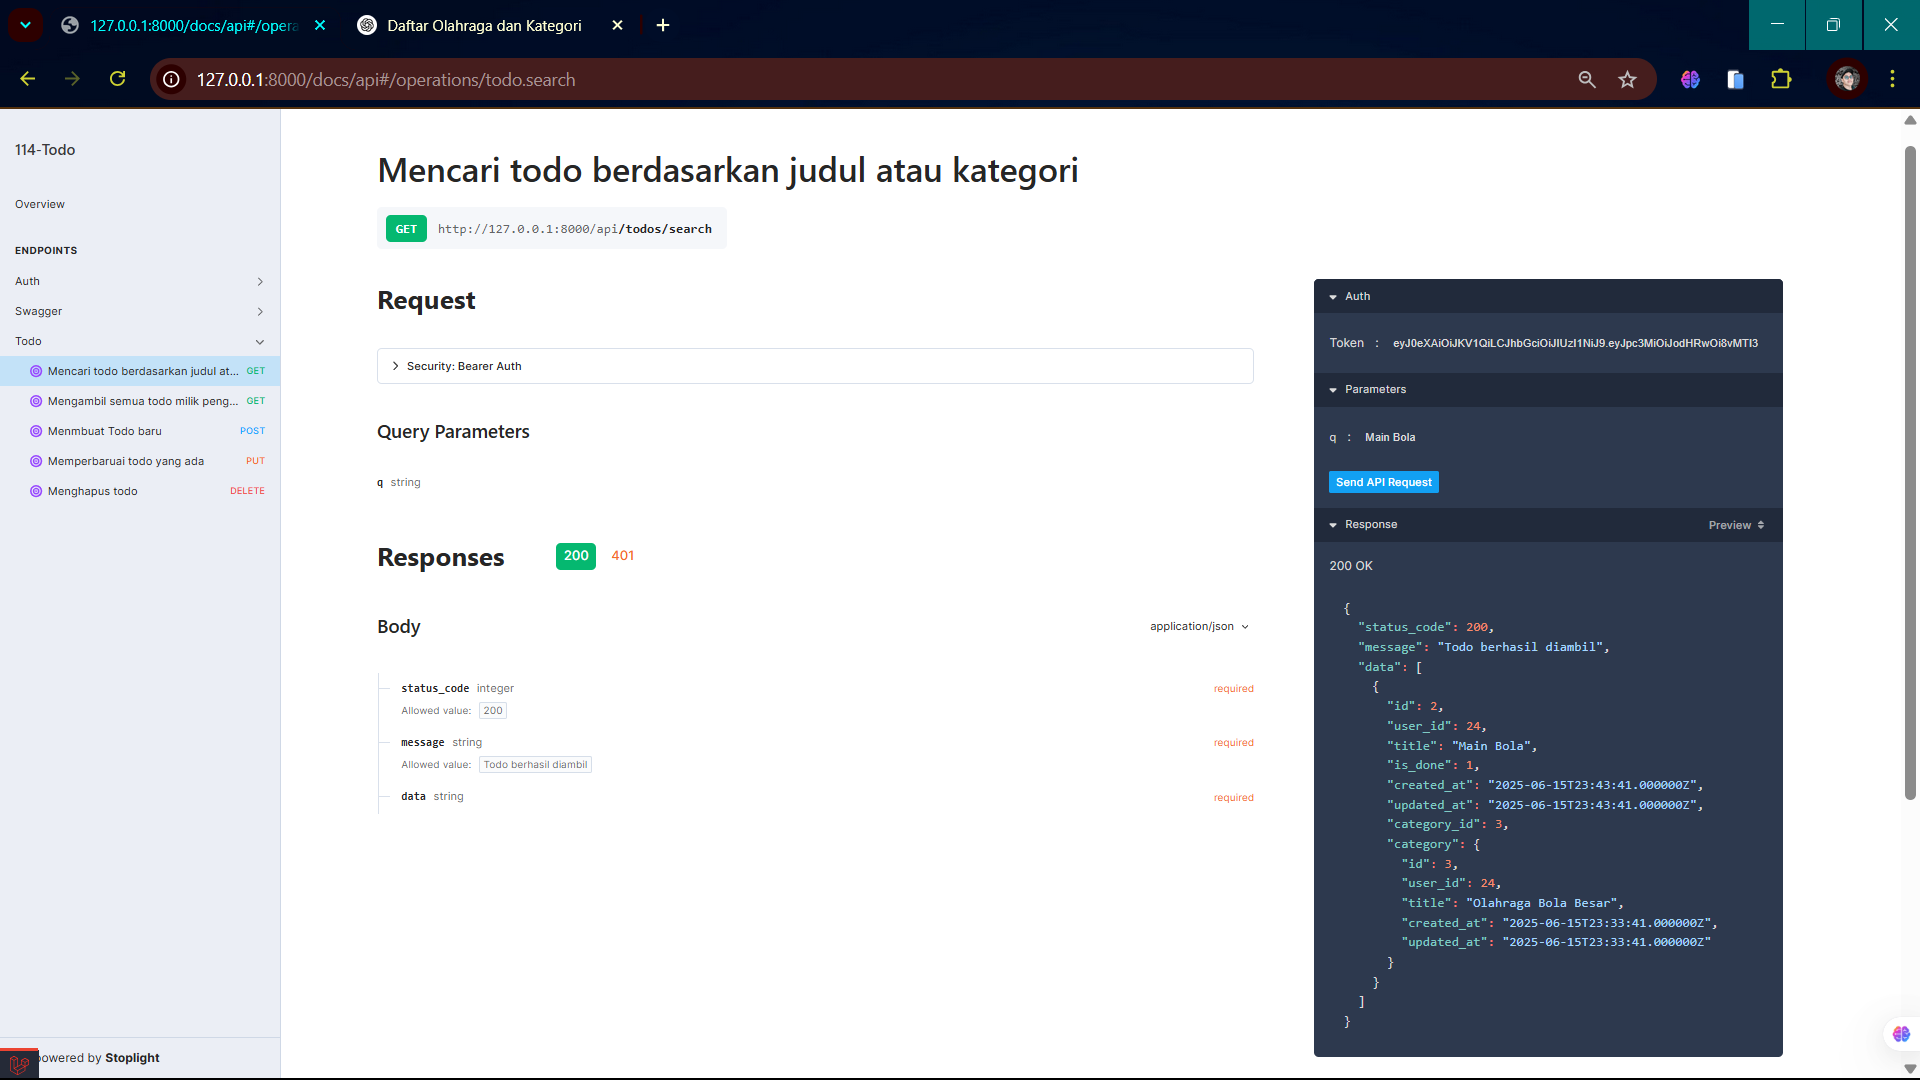 127.0.0.1:8000/docs/api#/opera
Daftar Olahraga dan Kategori
127.0.0.1:8000/docs/api#/operations/todo.search
114-Todo
Overview
ENDPOINTS
Auth
Swagger
Todo
Mencari todo berdasarkan judul at... GET
Mengambil semua todo milik peng... GET
Menmbuat Todo baru POST
Memperbaruai todo yang ada PUT
Menghapus todo DELETE
powered by Stoplight
Mencari todo berdasarkan judul atau kategori
GET http://127.0.0.1:8000/api/todos/search
Request
Security: Bearer Auth
Query Parameters
q string
Responses 200 401
Body application/json
status_code integer required
Allowed value: 200
message string required
Allowed value: Todo berhasil diambil
data string required
Auth
Token : eyJ0eXAiOiJKV1QiLCJhbGciOiJIUzI1NiJ9.eyJpc3MiOiJodHRwOi8vMTI3
Parameters
q : Main Bola
Send API Request
Response Preview
200 OK
{
"status_code": 200,
"message": "Todo berhasil diambil",
"data": [
{
"id": 2,
"user_id": 24,
"title": "Main Bola",
"is_done": 1,
"created_at": "2025-06-15T23:43:41.000000Z",
"updated_at": "2025-06-15T23:43:41.000000Z",
"category_id": 3,
"category": {
"id": 3,
"user_id": 24,
"title": "Olahraga Bola Besar",
"created_at": "2025-06-15T23:33:41.000000Z",
"updated_at": "2025-06-15T23:33:41.000000Z"
}
}
]
}